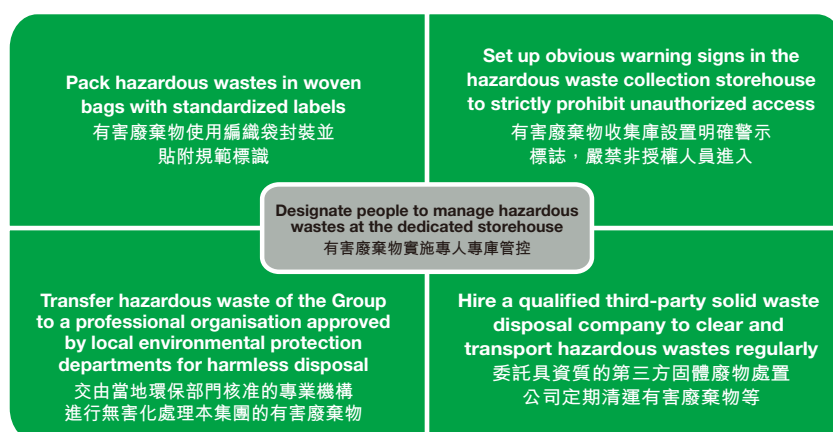 Pack hazardous wastes in woven
bags with standardized labels
有害廢棄物使用編織袋封裝並
貼附規範標識
Set up obvious warning signs in the
hazardous waste collection storehouse
to strictly prohibit unauthorized access
有害廢棄物收集庫設置明確警示
標誌，嚴禁非授權人員進入
Designate people to manage hazardous
wastes at the dedicated storehouse
有害廢棄物實施專人專庫管控
Transfer hazardous waste of the Group
to a professional organisation approved
by local environmental protection
departments for harmless disposal
交由當地環保部門核准的專業機構
進行無害化處理本集團的有害廢棄物
Hire a qualified third-party solid waste
disposal company to clear and
transport hazardous wastes regularly
委託具資質的第三方固體廢物處置
公司定期清運有害廢棄物等